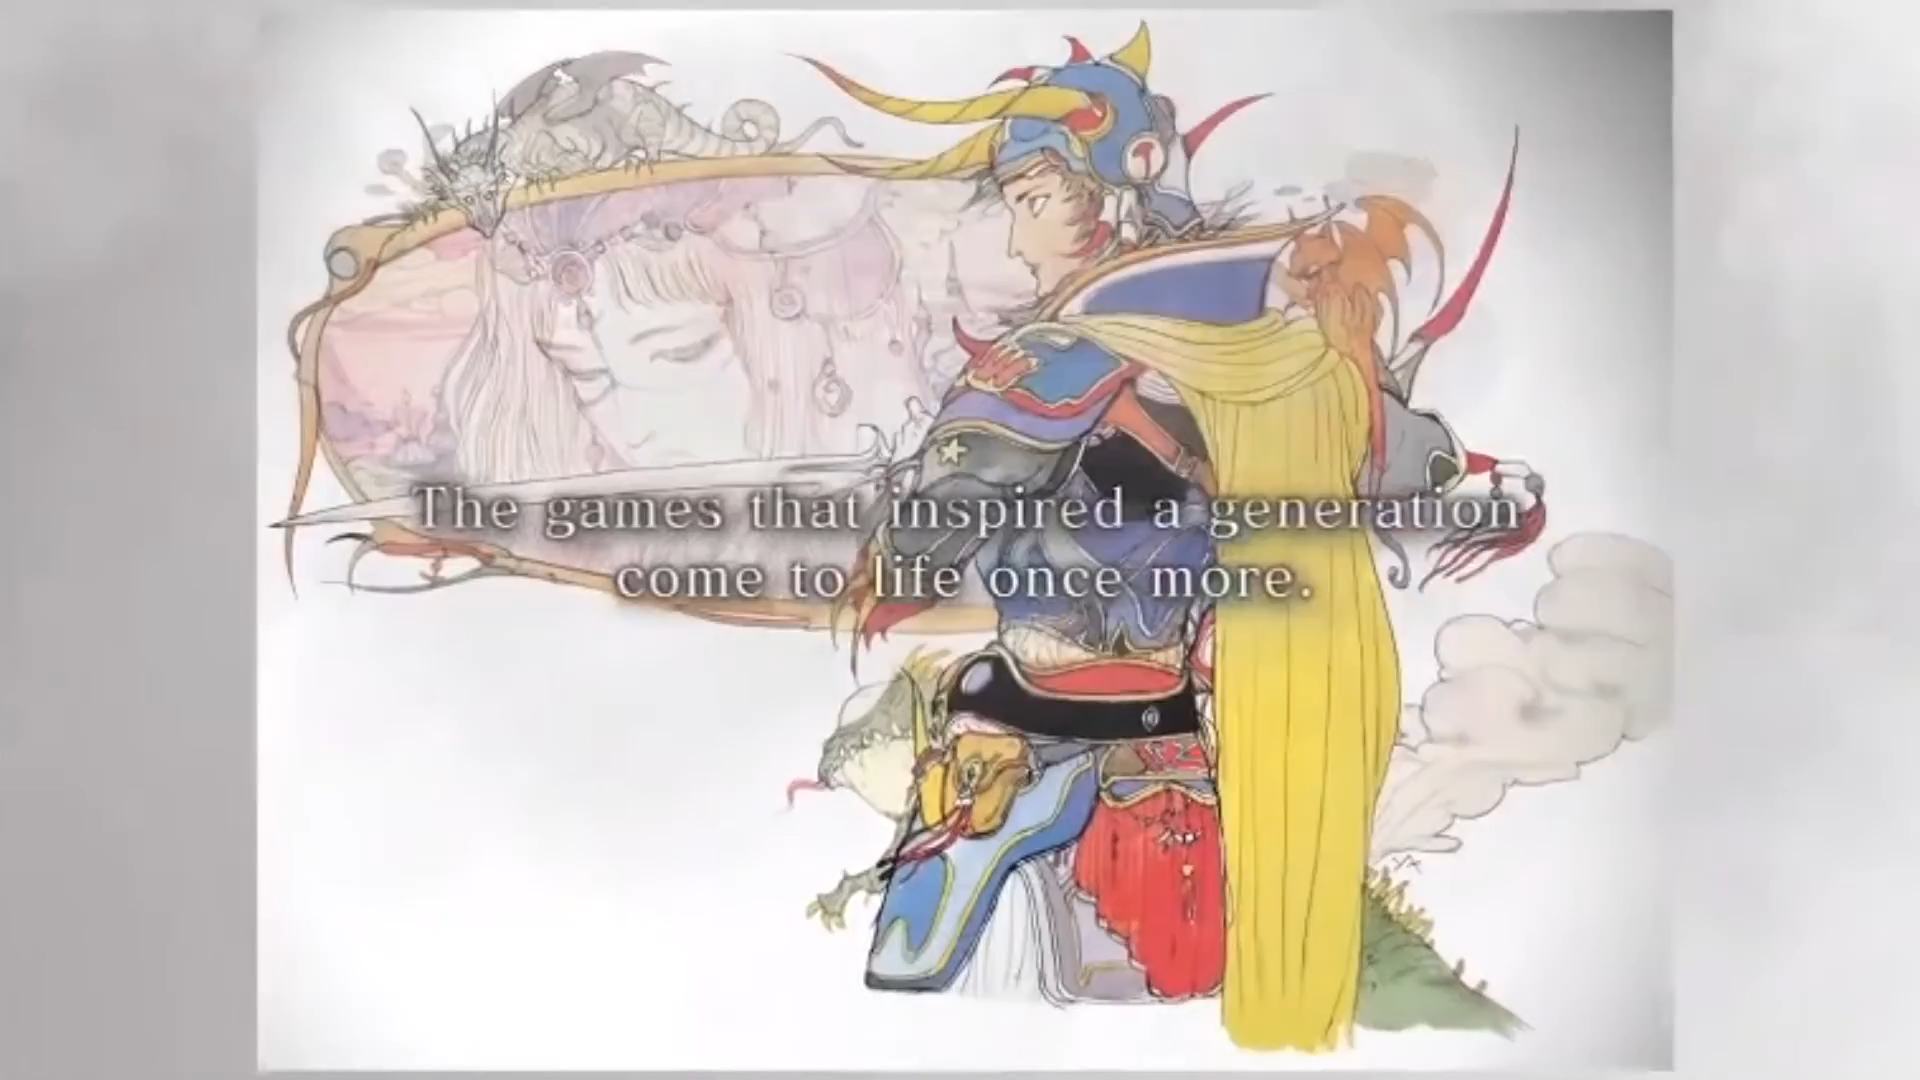 The games that inspired a generation
come to life once more.